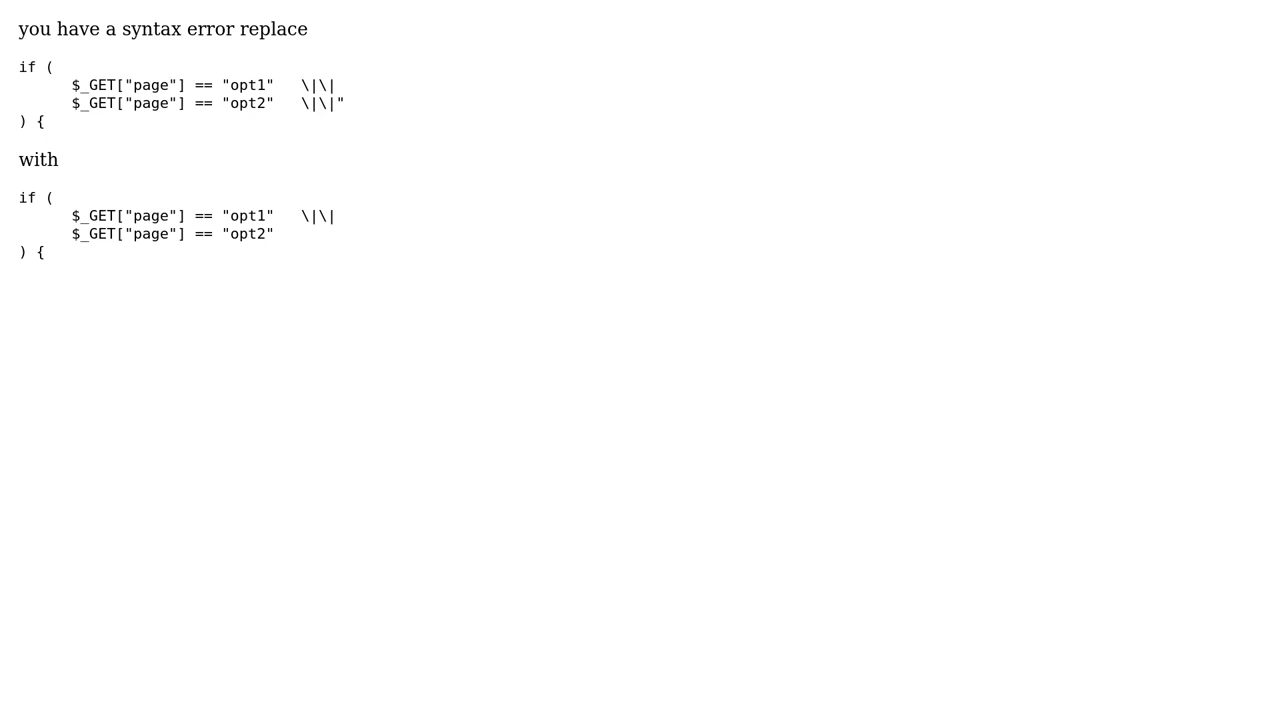 you have a syntax error replace
if (
      $_GET["page"] == "opt1"   \|\|
      $_GET["page"] == "opt2"   \|\|"
) {
with
if (
      $_GET["page"] == "opt1"   \|\|
      $_GET["page"] == "opt2"
) {